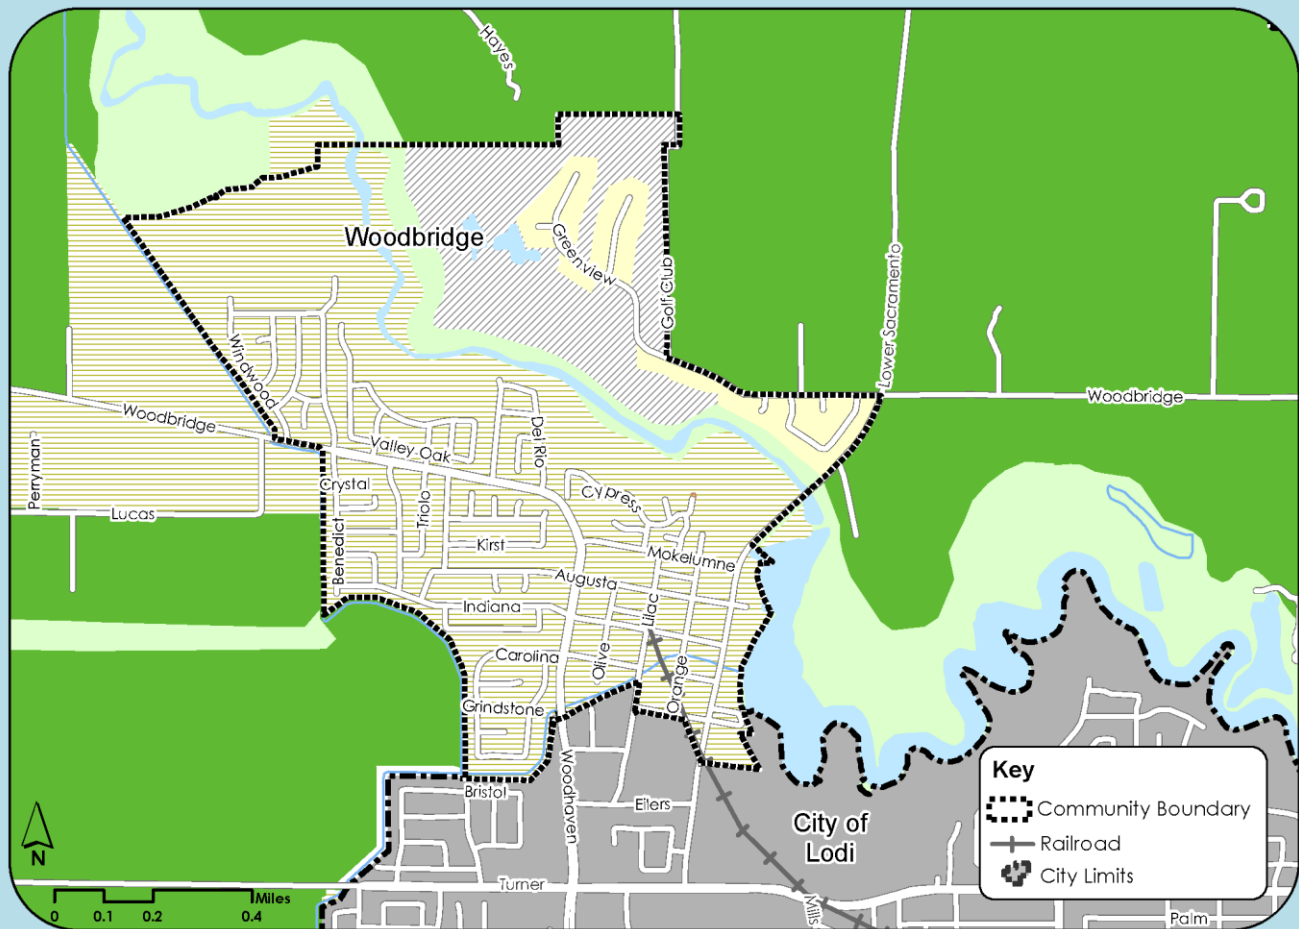 Hayes
Woodbridge
Greenview
Golf Club
Lower Sacramento
Windwood
Woodbridge
Woodbridge
Valley Oak
Del Rio
Perryman
Crystal
Cypress
Lucas
Triolo
Benedict
Kirst
Mokelumne
Augusta
Indiana
Lilac
Carolina
Olive
Orange
Grindstone
Woodhaven
Bristol
Eilers
City of
Lodi
Turner
Mills
Palm
Key
Community Boundary
Railroad
City Limits
N
Miles
0 0.1 0.2 0.4